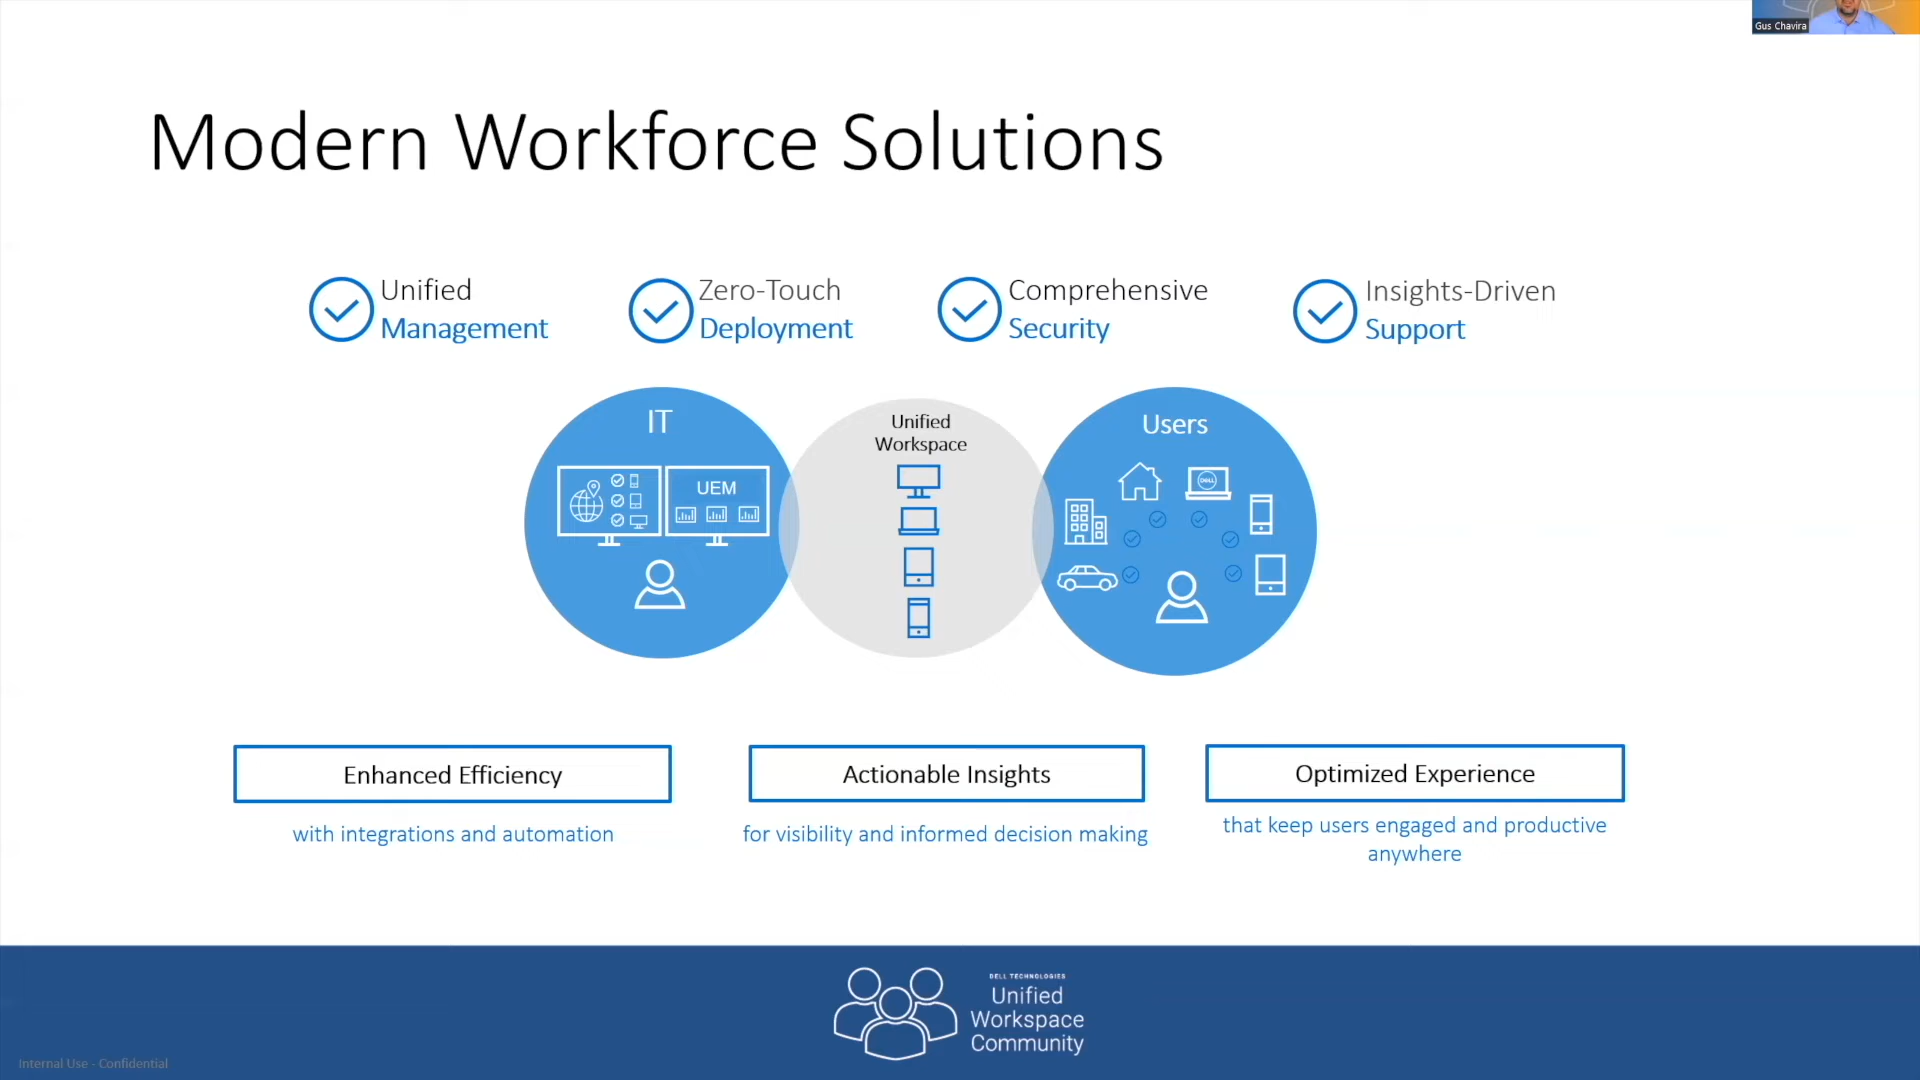 Gus Chavira
Modern Workforce Solutions
Unified
Management
Zero-Touch
Deployment
Comprehensive
Security
Insights-Driven
Support
IT
UEM
Unified
Workspace
Users
DELL
Enhanced Efficiency
with integrations and automation
Actionable Insights
for visibility and informed decision making
Optimized Experience
that keep users engaged and productive
anywhere
DELL TECHNOLOGIES
Unified
Workspace
Community
Internal Use - Confidential